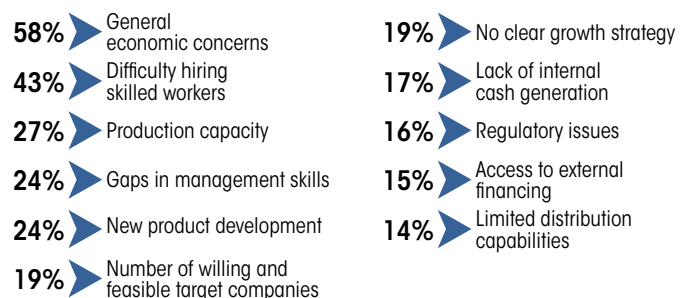 58% General
economic concerns
43% Difficulty hiring
skilled workers
27% Production capacity
24% Gaps in management skills
24% New product development
19% Number of willing and
feasible target companies
19% No clear growth strategy
17% Lack of internal
cash generation
16% Regulatory issues
15% Access to external
financing
14% Limited distribution
capabilities